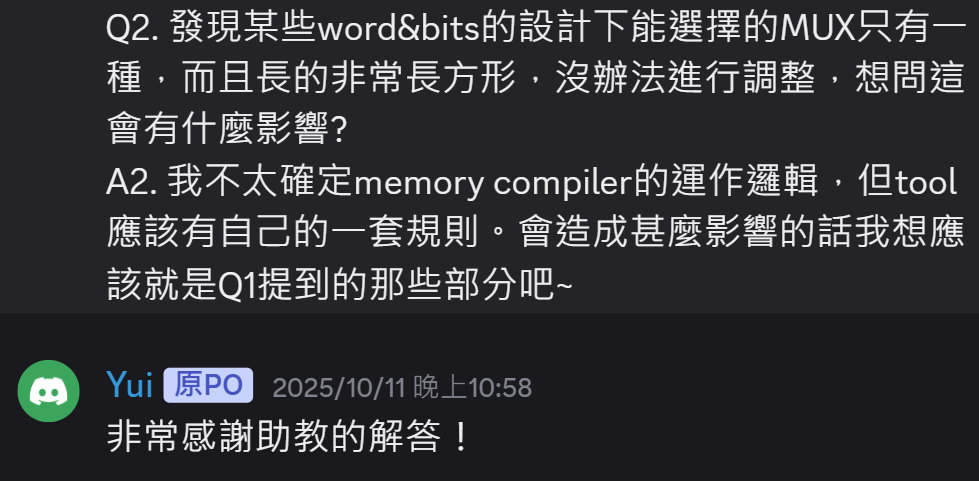 Q2. 發現某些word&bits的設計下能選擇的MUX只有一
種，而且長的非常長方形，沒辦法進行調整，想問這
會有什麼影響?
A2. 我不太確定memory compiler的運作邏輯，但tool
應該有自己的一套規則。會造成甚麼影響的話我想應
該就是Q1提到的那些部分吧~
Yui 原PO 2025/10/11 晚上10:58
非常感謝助教的解答！